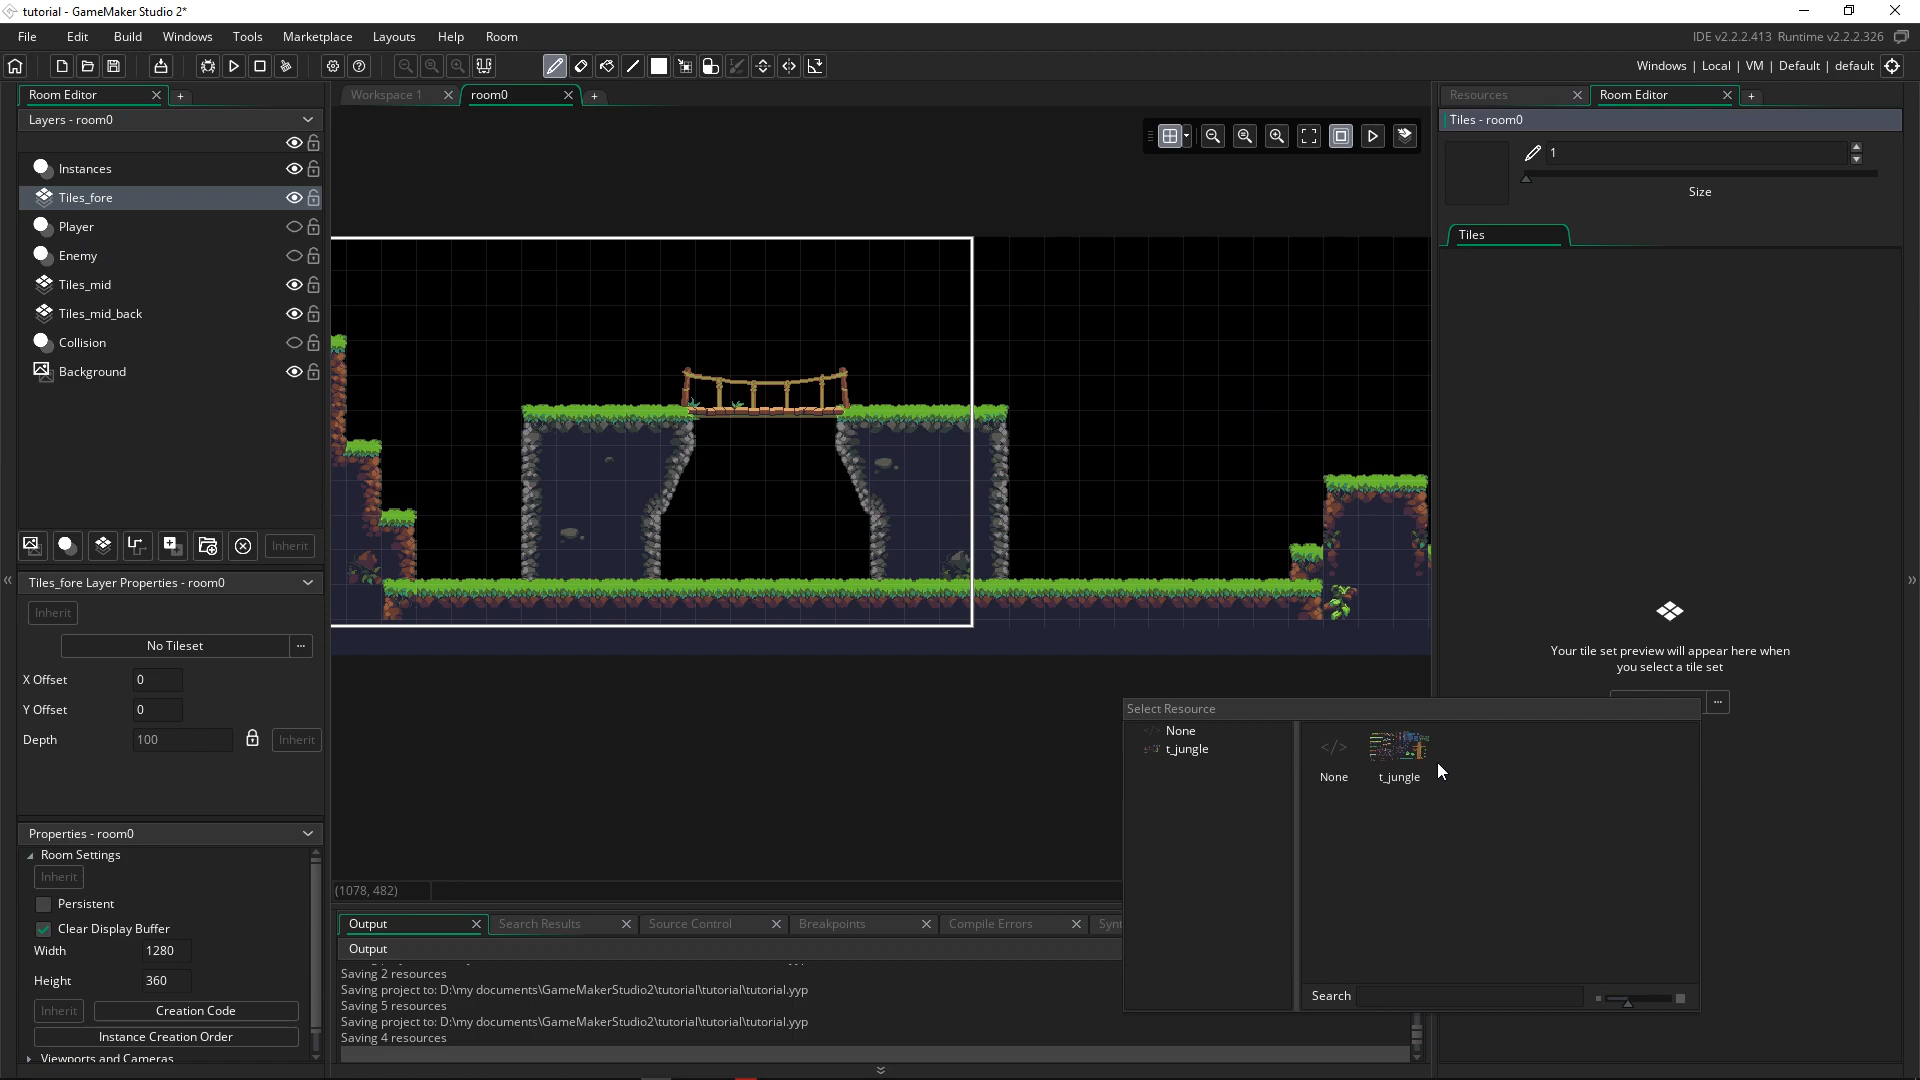 tutorial - GameMaker Studio 2*
File Edit Build Windows Tools Marketplace Layouts Help Room
IDE v2.2.2.413 Runtime v2.2.2.326
Windows | Local | VM | Default | default
Room Editor
Layers - room0
Instances
Tiles_fore
Player
Enemy
Tiles_mid
Tiles_mid_back
Collision
Background
Inherit
Tiles_fore Layer Properties - room0
Inherit
No Tileset ...
X Offset 0
Y Offset 0
Depth 100 Inherit
Properties - room0
Room Settings
Inherit
Persistent
Clear Display Buffer
Width 1280
Height 360
Inherit Creation Code
Instance Creation Order
Viewports and Cameras
Workspace 1 room0
(1078, 482)
Output Search Results Source Control Breakpoints Compile Errors Syn
Output
Saving 2 resources
Saving project to: D:\my documents\GameMakerStudio2\tutorial\tutorial\tutorial.yyp
Saving 5 resources
Saving project to: D:\my documents\GameMakerStudio2\tutorial\tutorial\tutorial.yyp
Saving 4 resources
Resources Room Editor
Tiles - room0
1
Size
Tiles
Your tile set preview will appear here when
you select a tile set
...
Select Resource
None
t_jungle
None t_jungle
Search